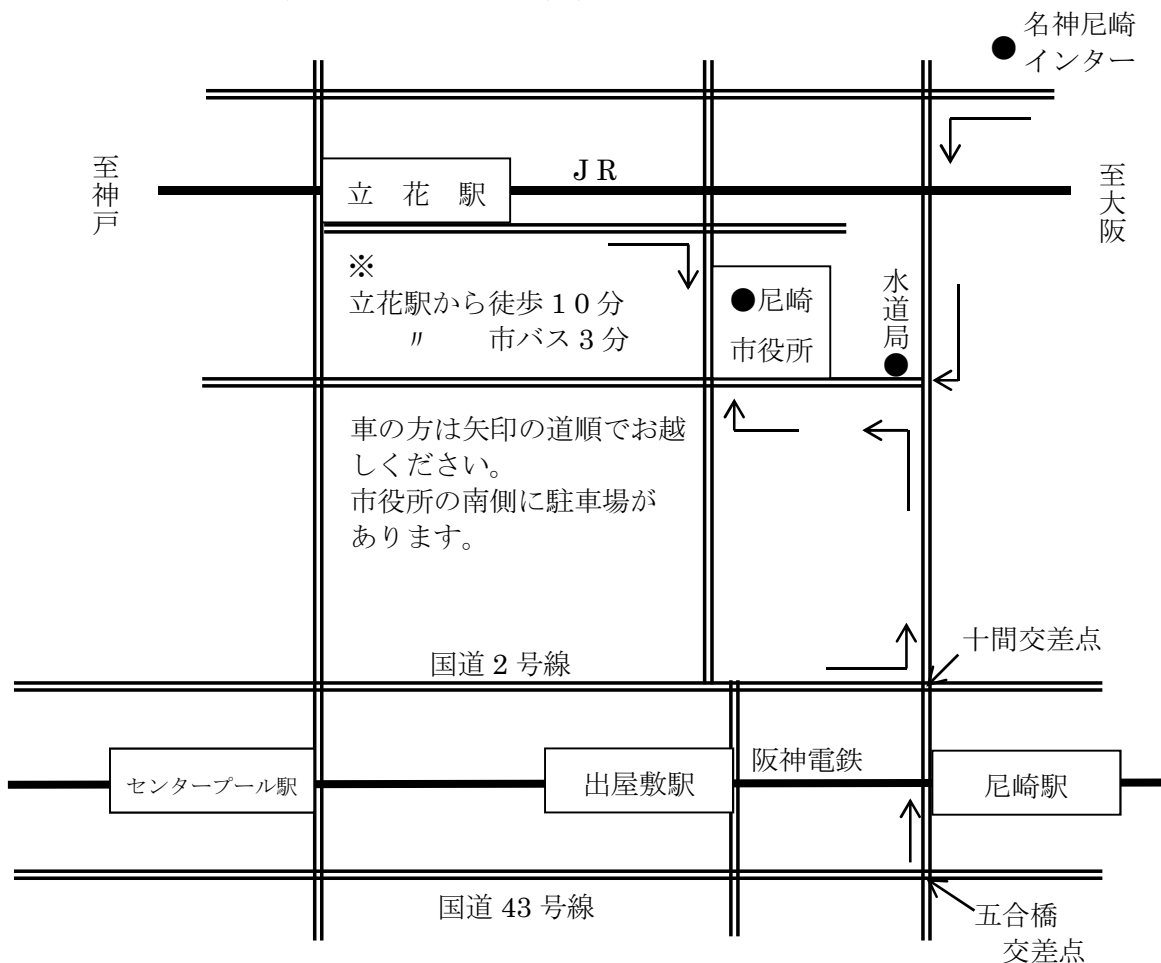 名神尼崎
インター
至神戸
立 花 駅
J R
至大阪
※
立花駅から徒歩10分
〃 市バス3分
●尼崎
市役所
水道局
車の方は矢印の道順でお越
しください。
市役所の南側に駐車場が
あります。
国道2号線
十間交差点
センタープール駅
出屋敷駅
阪神電鉄
尼崎駅
国道43号線
五合橋
交差点